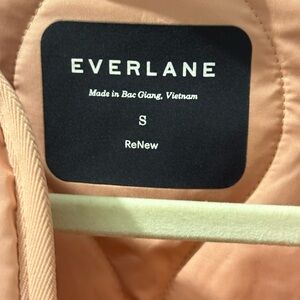 EVERLANE
Made in Bac Giang, Vietnam
S
ReNew